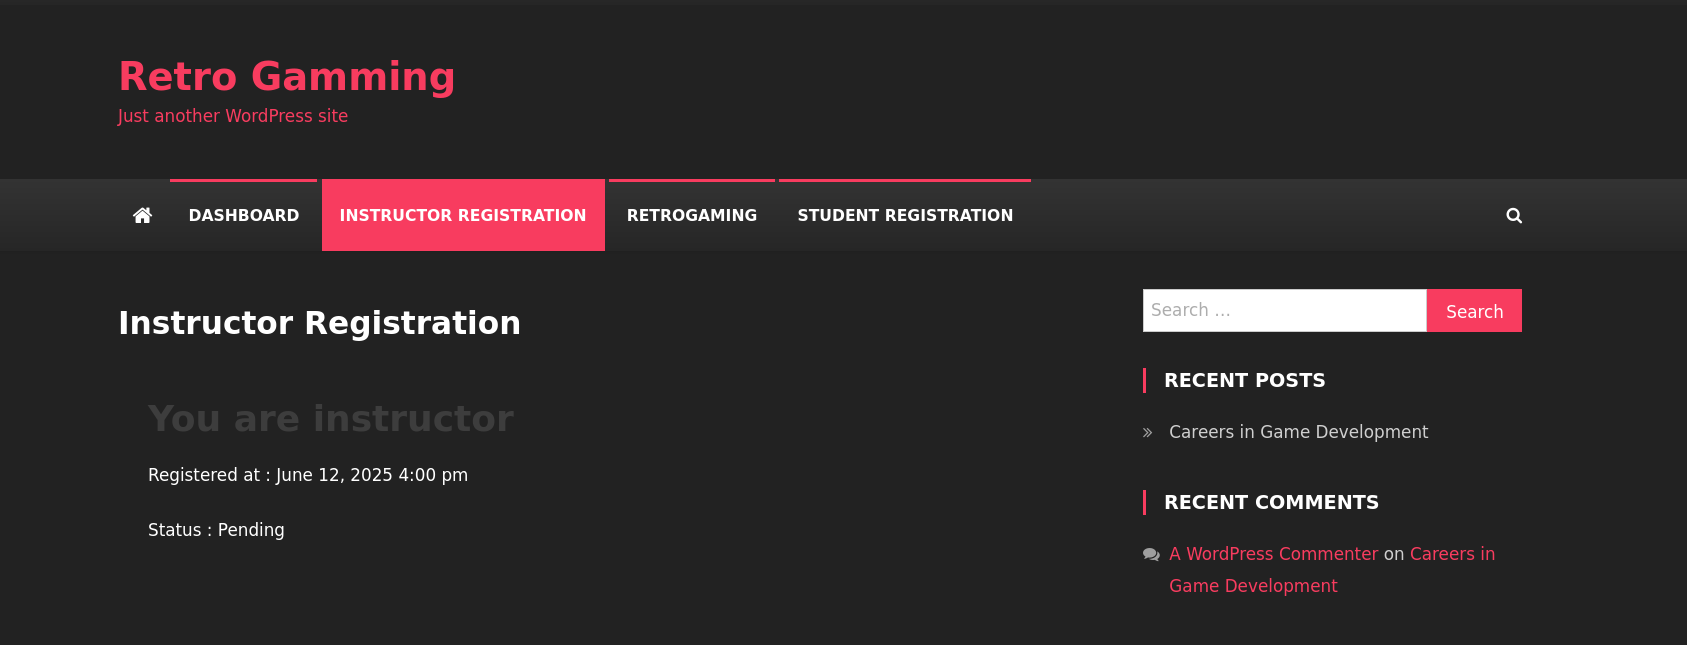 Retro Gamming
Just another WordPress site
DASHBOARD
INSTRUCTOR REGISTRATION
RETROGAMING
STUDENT REGISTRATION
Instructor Registration
You are instructor
Registered at : June 12, 2025 4:00 pm
Status : Pending
Search …
Search
RECENT POSTS
Careers in Game Development
RECENT COMMENTS
A WordPress Commenter on Careers in
Game Development